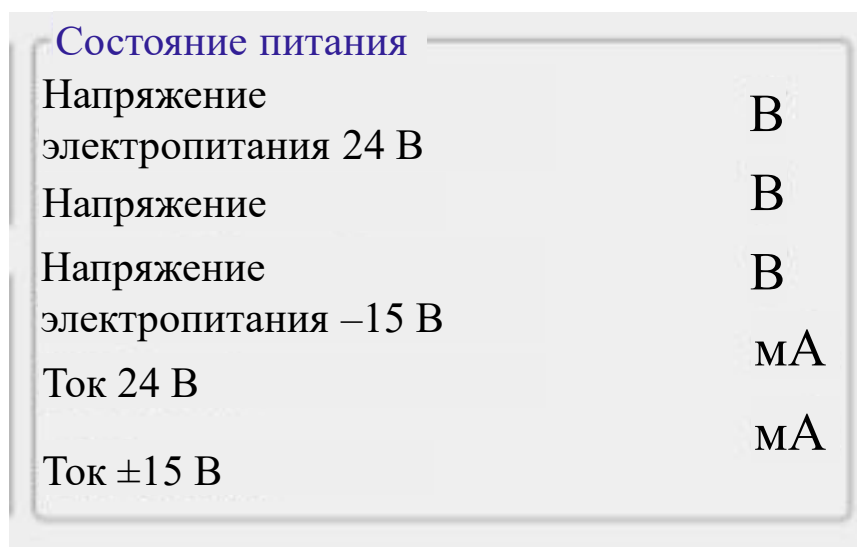 Состояние питания
Напряжение
электропитания 24 В
В
Напряжение
В
Напряжение
электропитания –15 В
В
Ток 24 В
мА
Ток ±15 В
мА